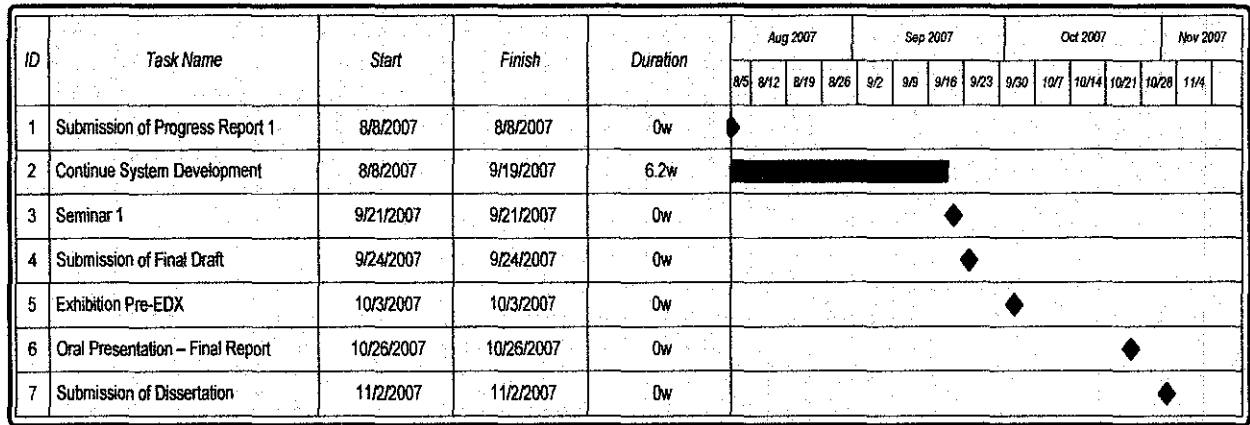 ID Task Name Start Finish Duration Aug 2007 Sep 2007 Oct 2007 Nov 2007
8/5 8/12 8/19 8/26 9/2 9/9 9/16 9/23 9/30 10/7 10/14 10/21 10/28 11/4
1 Submission of Progress Report 1 8/8/2007 8/8/2007 0w
2 Continue System Development 8/8/2007 9/19/2007 6.2w
3 Seminar 1 9/21/2007 9/21/2007 0w
4 Submission of Final Draft 9/24/2007 9/24/2007 0w
5 Exhibition Pre-EDX 10/3/2007 10/3/2007 0w
6 Oral Presentation – Final Report 10/26/2007 10/26/2007 0w
7 Submission of Dissertation 11/2/2007 11/2/2007 0w